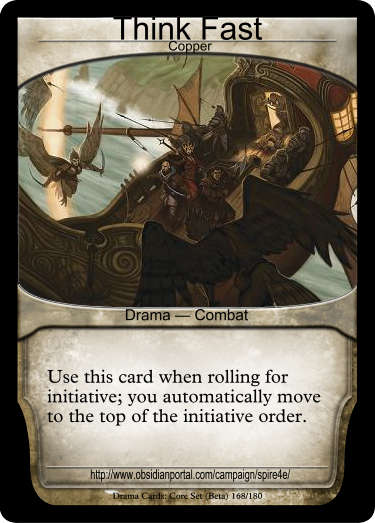 Think Fast
Copper
Drama — Combat
Use this card when rolling for
initiative; you automatically move
to the top of the initiative order.
http://www.obsidianportal.com/campaign/spire4e/
Drama Cards: Core Set (Beta) 168/180